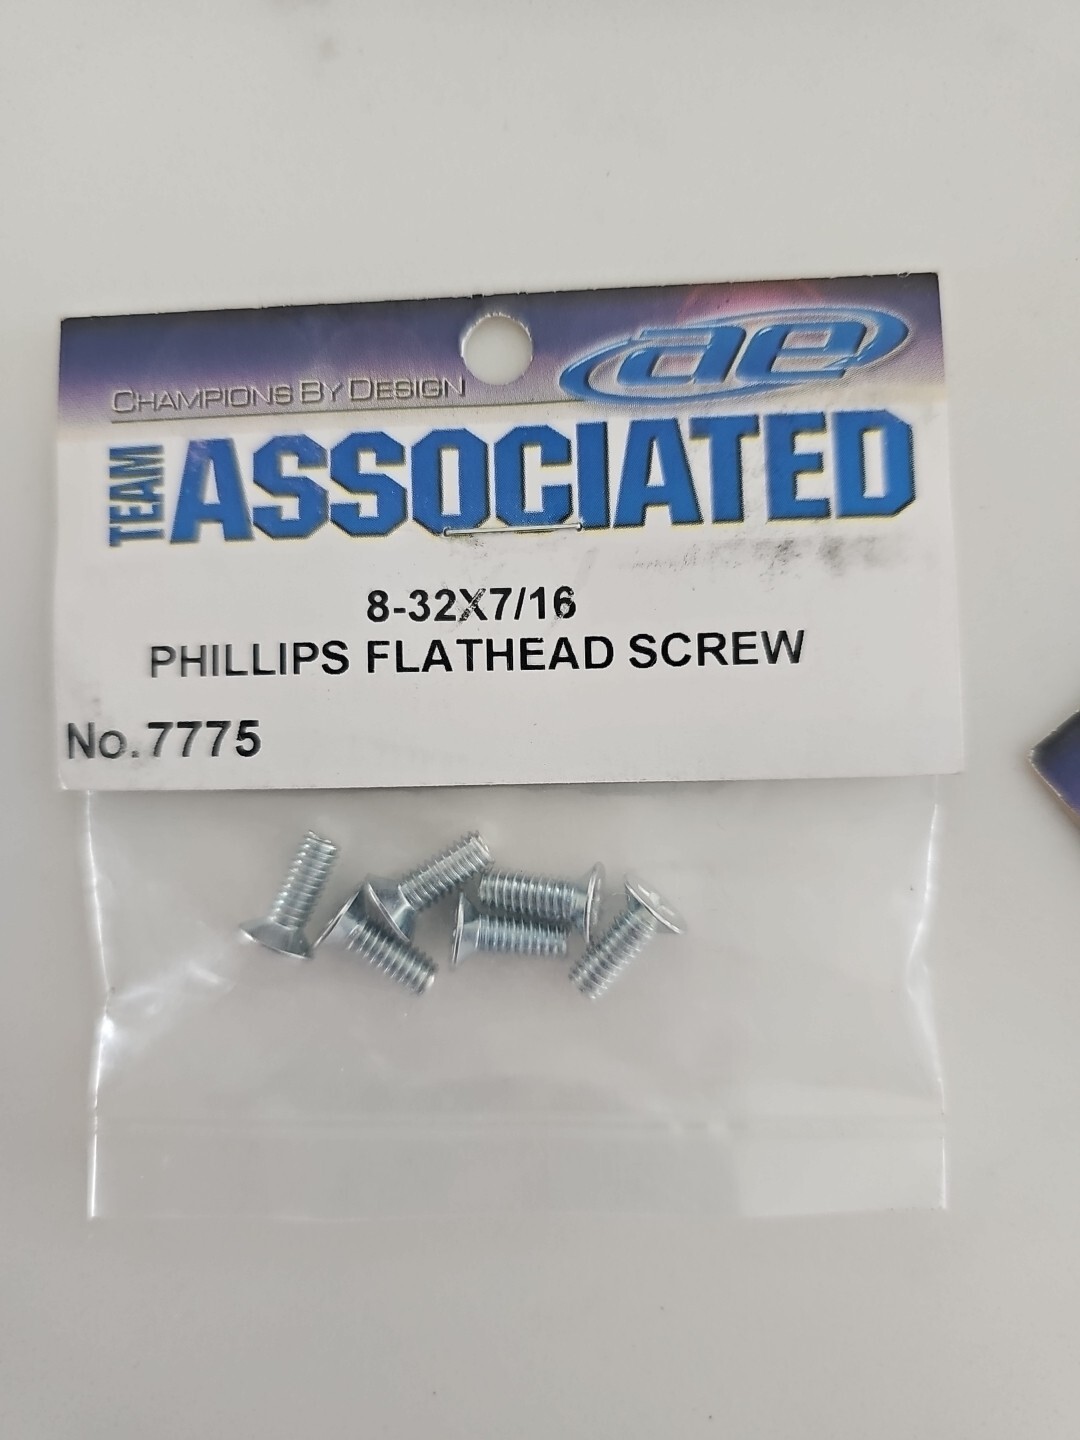 CHAMPIONS BY DESIGN
ae
TEAM ASSOCIATED
8-32X7/16
PHILLIPS FLATHEAD SCREW
No.7775